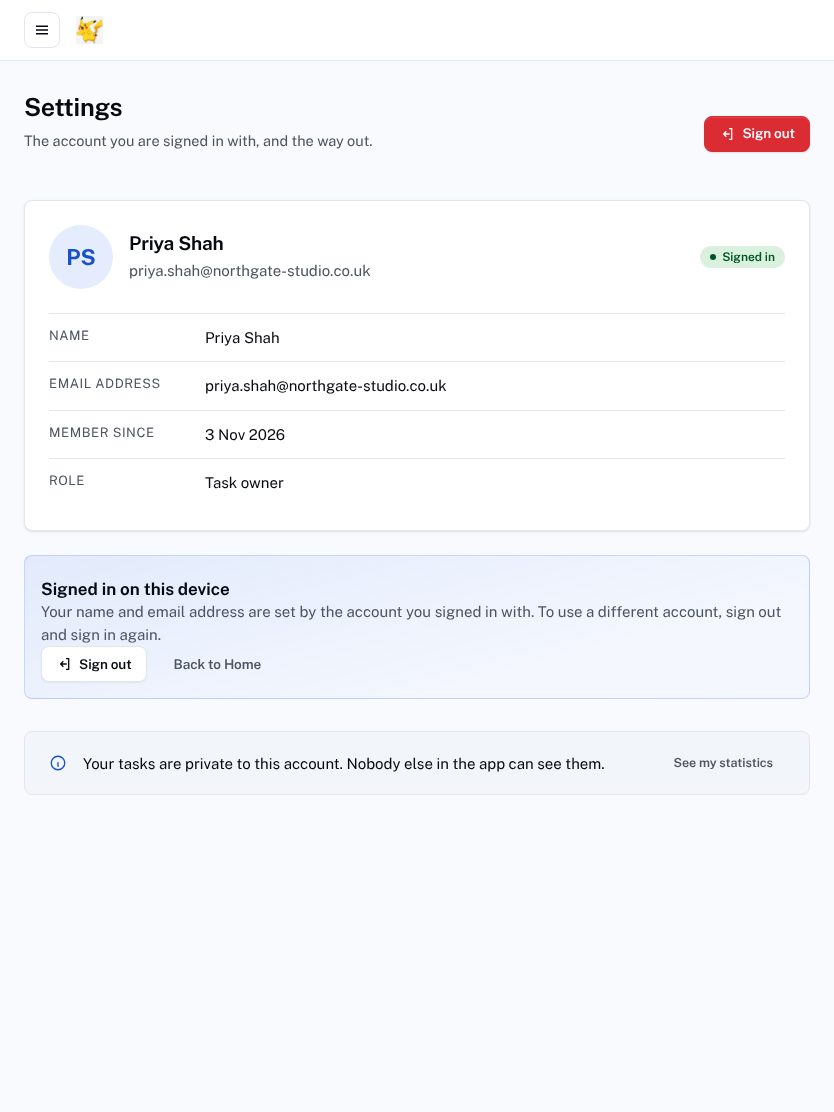 Settings
The account you are signed in with, and the way out.
Sign out
PS
Priya Shah
priya.shah@northgate-studio.co.uk
Signed in
NAME
Priya Shah
EMAIL ADDRESS
priya.shah@northgate-studio.co.uk
MEMBER SINCE
3 Nov 2026
ROLE
Task owner
Signed in on this device
Your name and email address are set by the account you signed in with. To use a different account, sign out
and sign in again.
Sign out
Back to Home
Your tasks are private to this account. Nobody else in the app can see them.
See my statistics